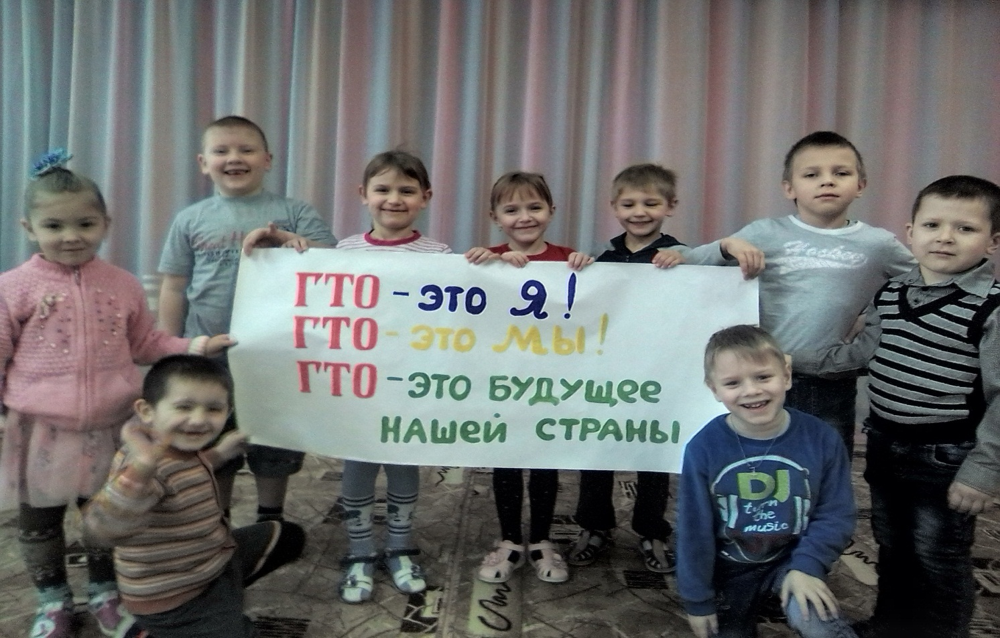 ГТО - это Я!
ГТО - это мы!
ГТО - это будущее
нашей страны
DJ
turn
the
music